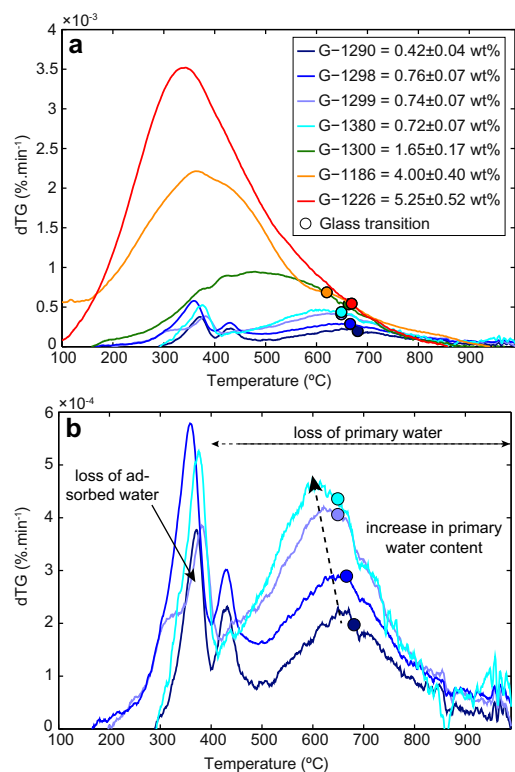 ×10⁻³
a
4
3.5
3
2.5
2
1.5
1
0.5
0
dTG (%.min⁻¹)
G−1290 = 0.42±0.04 wt%
G−1298 = 0.76±0.07 wt%
G−1299 = 0.74±0.07 wt%
G−1380 = 0.72±0.07 wt%
G−1300 = 1.65±0.17 wt%
G−1186 = 4.00±0.40 wt%
G−1226 = 5.25±0.52 wt%
Glass transition
100 200 300 400 500 600 700 800 900
Temperature (ºC)
×10⁻⁴
b
6
5
4
3
2
1
0
dTG (%.min⁻¹)
loss of primary water
loss of ad-
sorbed water
increase in primary
water content
100 200 300 400 500 600 700 800 900
Temperature (ºC)